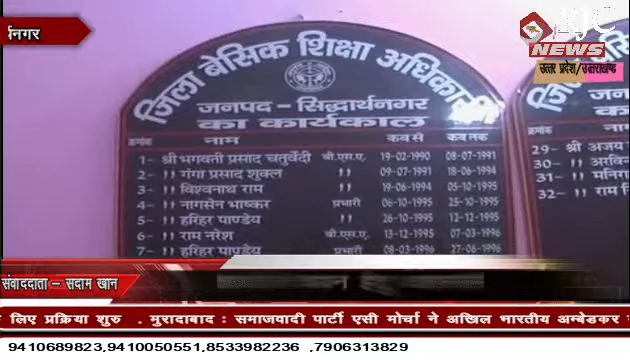 र्थनगर
NEWS
उत्तर प्रदेश/उत्तराखण्ड
जिला बेसिक शिक्षा अधिकारी
जनपद - सिद्धार्थनगर
का कार्यकाल
क्रमांक नाम कब से कब तक
1- श्री भगवती प्रसाद चतुर्वेदी बी.एस.ए. 19-02-1990 08-07-1991
2- ,, गंगा प्रसाद शुक्ल ,, 09-07-1991 18-06-1994
3- ,, विश्वनाथ राम ,, 19-06-1994 05-10-1995
4- ,, नागसेन भाष्कर प्रभारी 06-10-1995 25-10-1995
5- ,, हरिहर पाण्डेय ,, 26-10-1995 12-12-1995
6- ,, राम नरेश बी.एस.ए. 13-12-1995 07-03-1996
7- ,, हरिहर पाण्डेय प्रभारी 08-03-1996 27-06-1996
क्रमांक
29- श्री अजय
30- ,,
31- ,,
32- ,, राम
संवाददाता - सदाम खान
लिए प्रक्रिया शुरु . मुरादाबाद : समाजवादी पार्टी एसी मोर्चा ने अखिल भारतीय अम्बेडकर
9410689823,9410050551,8533982236 ,7906313829